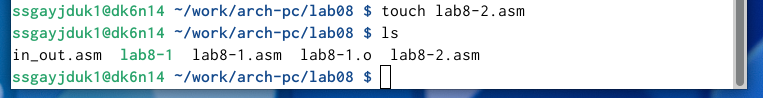 ssgayjduk1@dk6n14 ~/work/arch-pc/lab08 $ touch lab8-2.asm
ssgayjduk1@dk6n14 ~/work/arch-pc/lab08 $ ls
in_out.asm  lab8-1  lab8-1.asm  lab8-1.o  lab8-2.asm
ssgayjduk1@dk6n14 ~/work/arch-pc/lab08 $